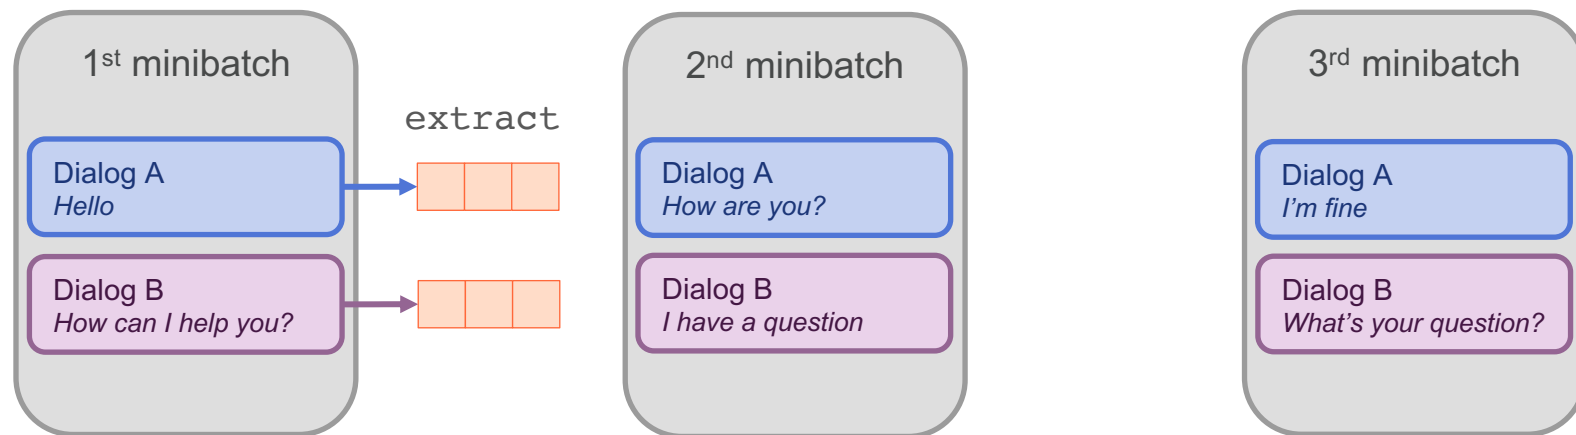 1st minibatch
Dialog A
Hello
Dialog B
How can I help you?
extract
2nd minibatch
Dialog A
How are you?
Dialog B
I have a question
3rd minibatch
Dialog A
I'm fine
Dialog B
What's your question?